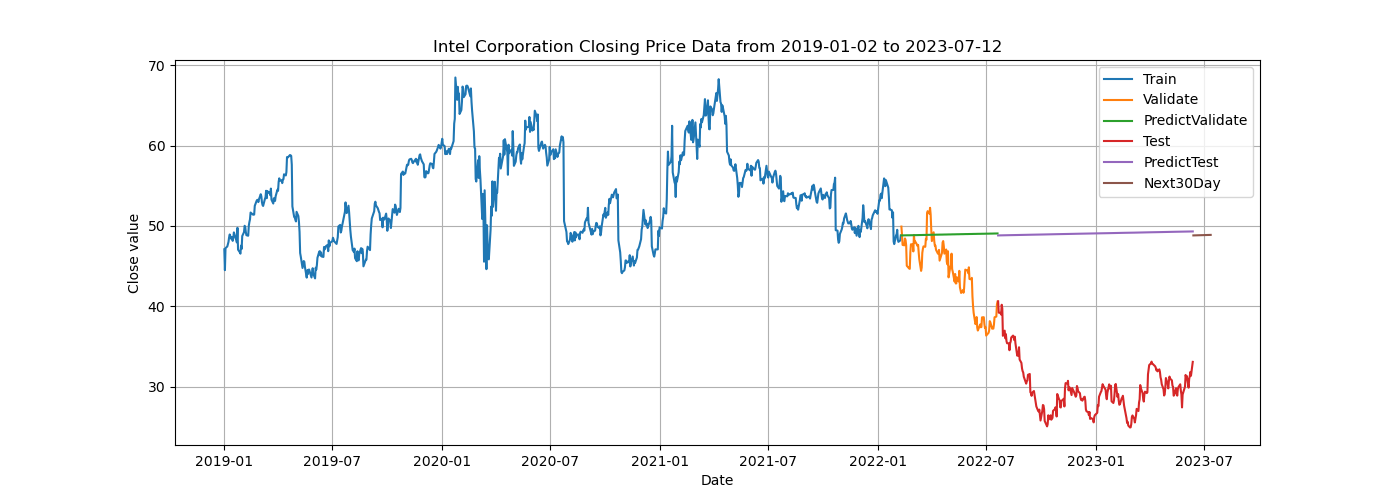 Intel Corporation Closing Price Data from 2019-01-02 to 2023-07-12
70
60
50
40
30
Close value
2019-01
2019-07
2020-01
2020-07
2021-01
2021-07
2022-01
2022-07
2023-01
2023-07
Date
Train
Validate
PredictValidate
Test
PredictTest
Next30Day